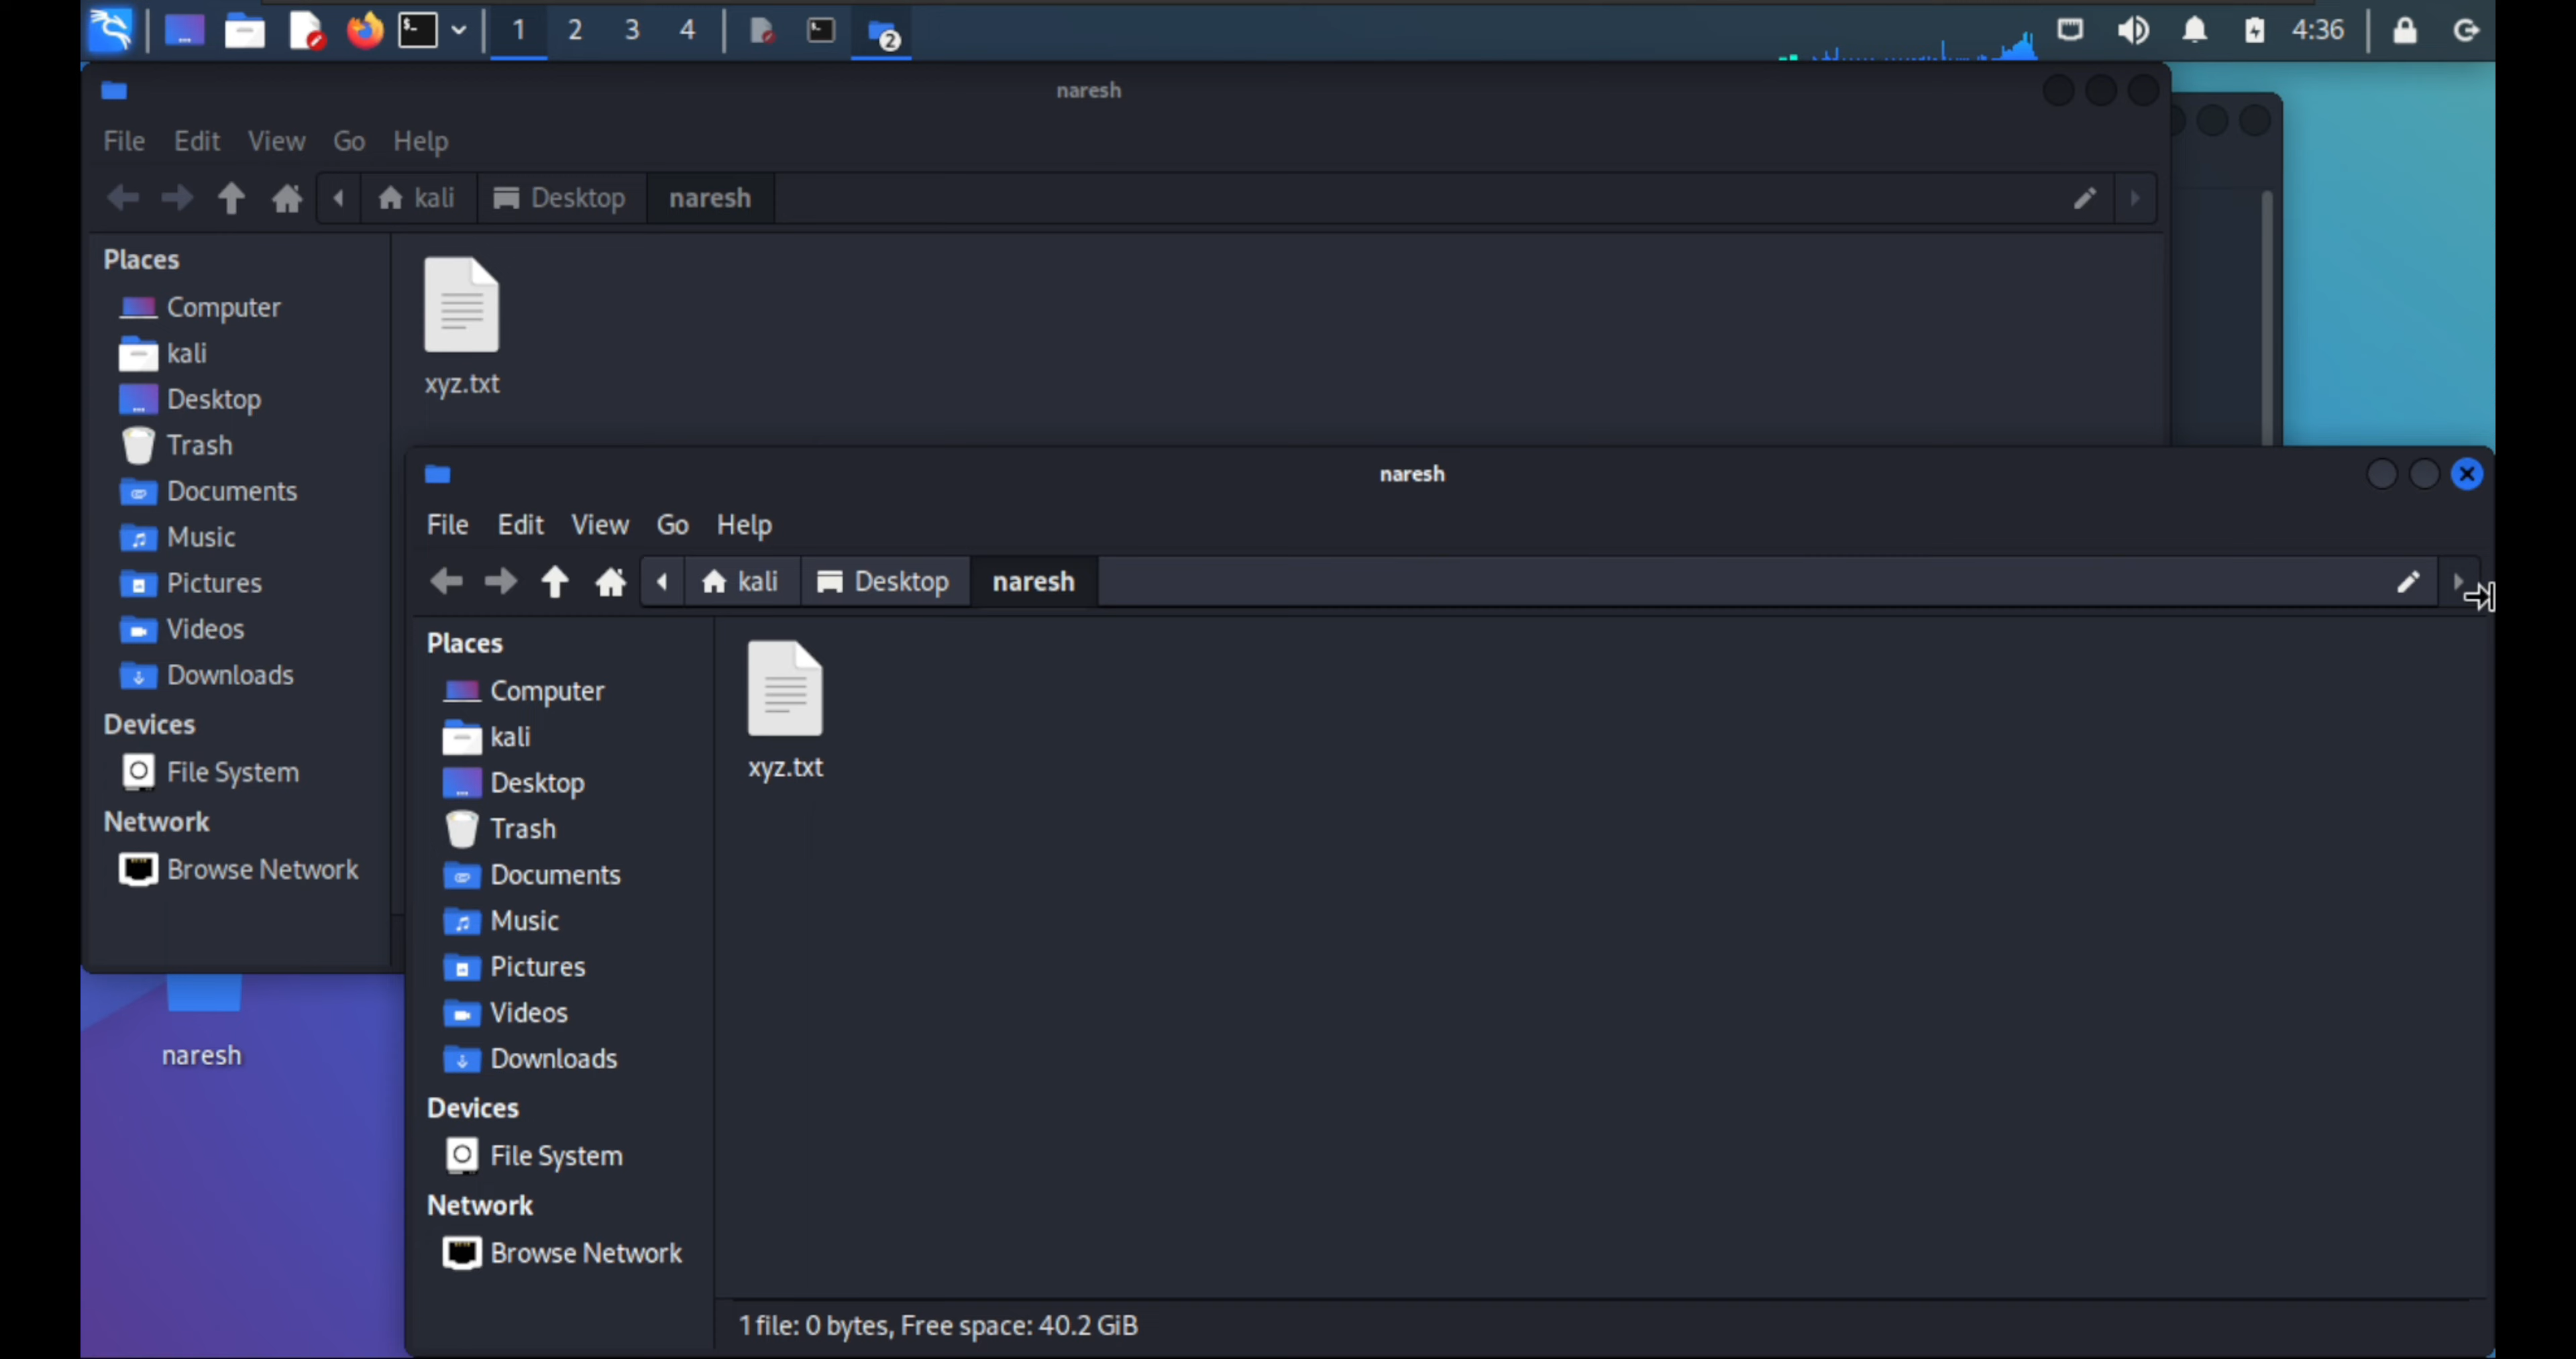 $- 1 2 3 4 2 4:36
naresh
File Edit View Go Help
kali Desktop naresh
Places
Computer
kali
Desktop
Trash
Documents
Music
Pictures
Videos
Downloads
Devices
File System
Network
Browse Network
xyz.txt
naresh
naresh
File Edit View Go Help
kali Desktop naresh
Places
Computer
kali
Desktop
Trash
Documents
Music
Pictures
Videos
Downloads
Devices
File System
Network
Browse Network
xyz.txt
1 file: 0 bytes, Free space: 40.2 GiB